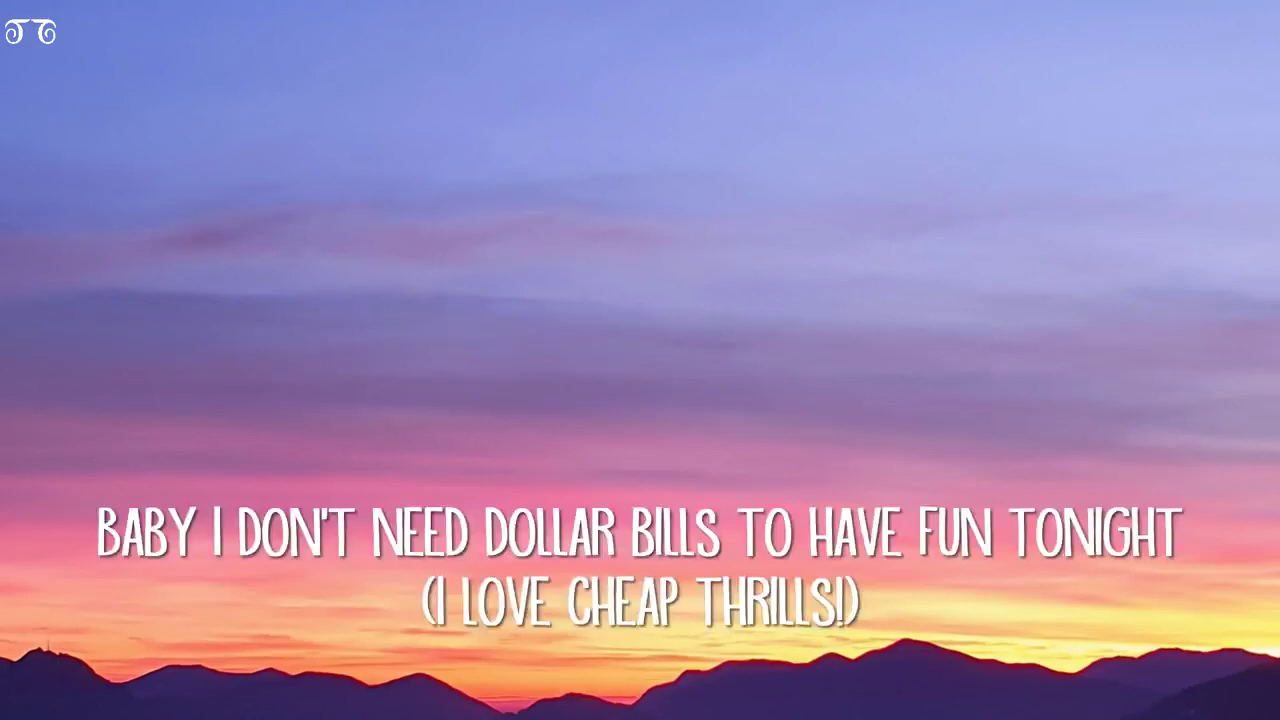 BABY I DON'T NEED DOLLAR BILLS TO HAVE FUN TONIGHT
(I LOVE CHEAP THRILLS!)